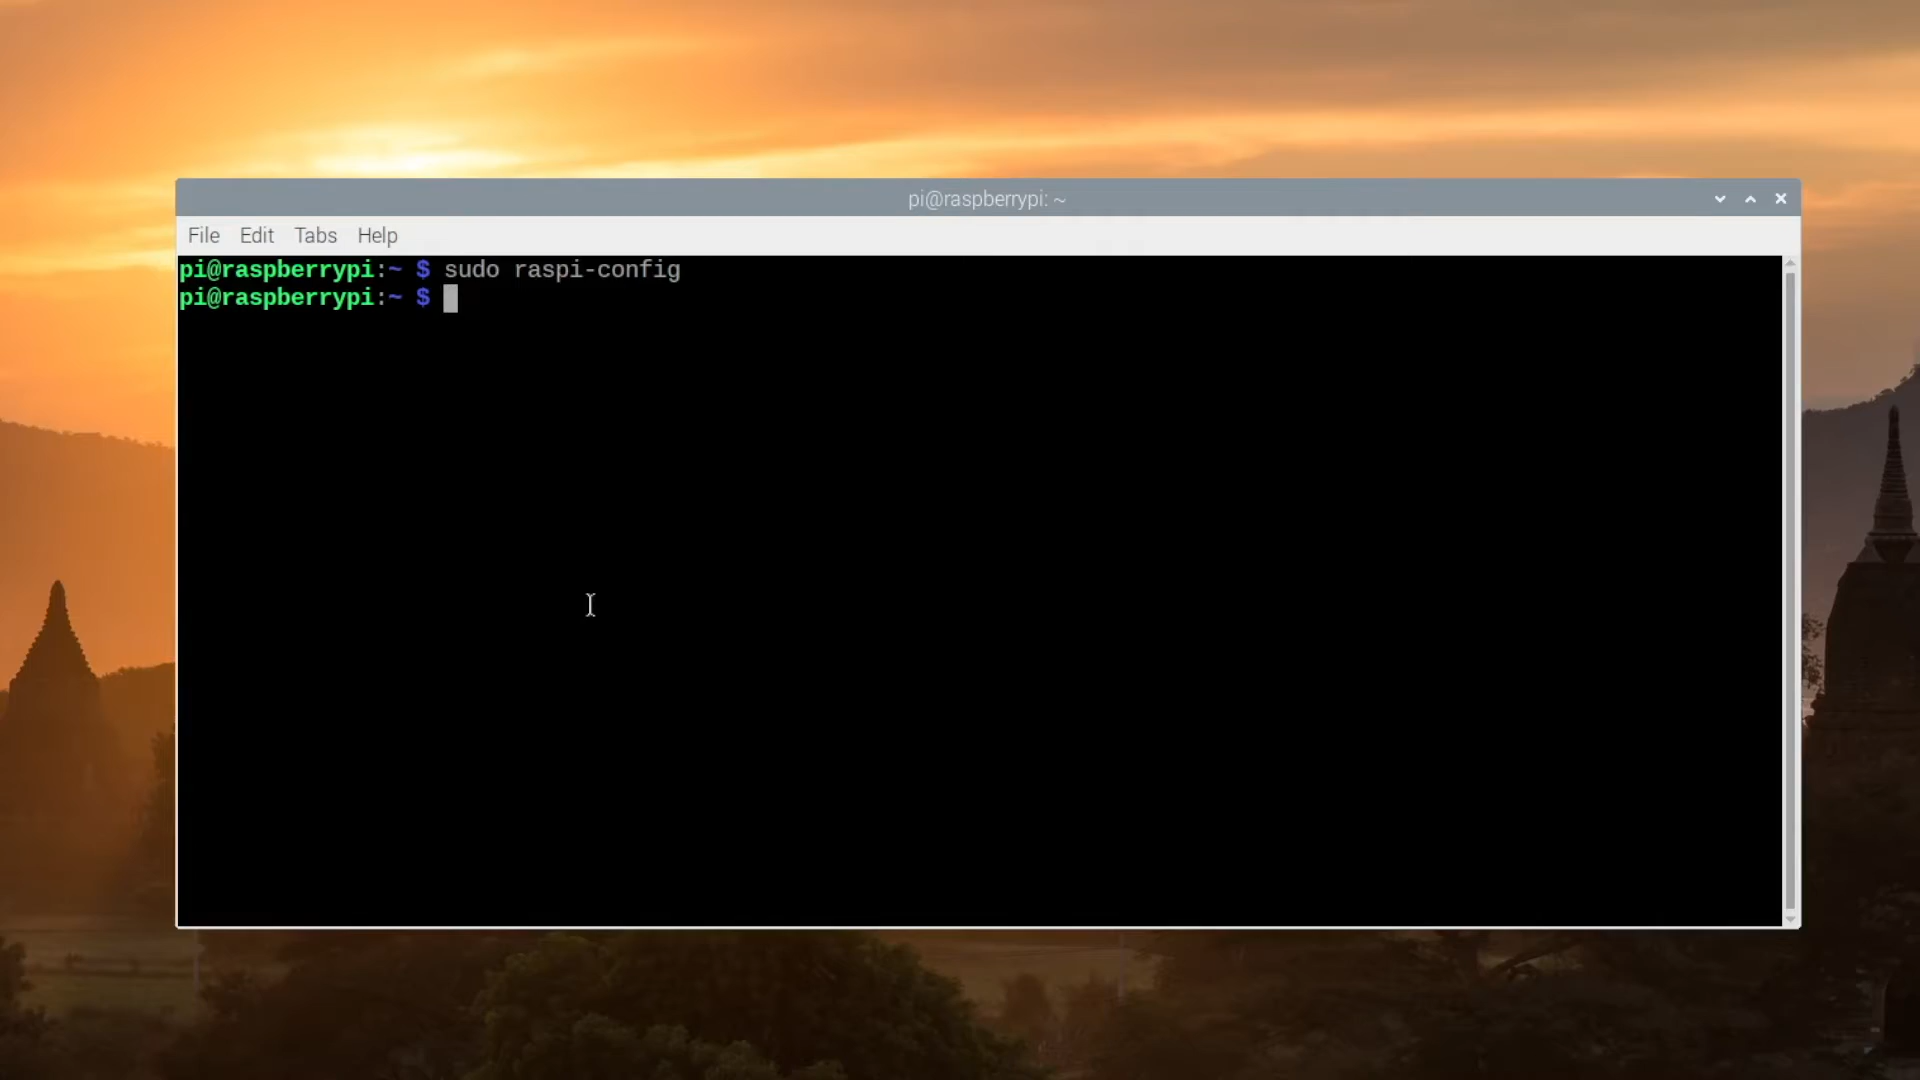 pi@raspberrypi: ~
File Edit Tabs Help
pi@raspberrypi:~ $ sudo raspi-config
pi@raspberrypi:~ $